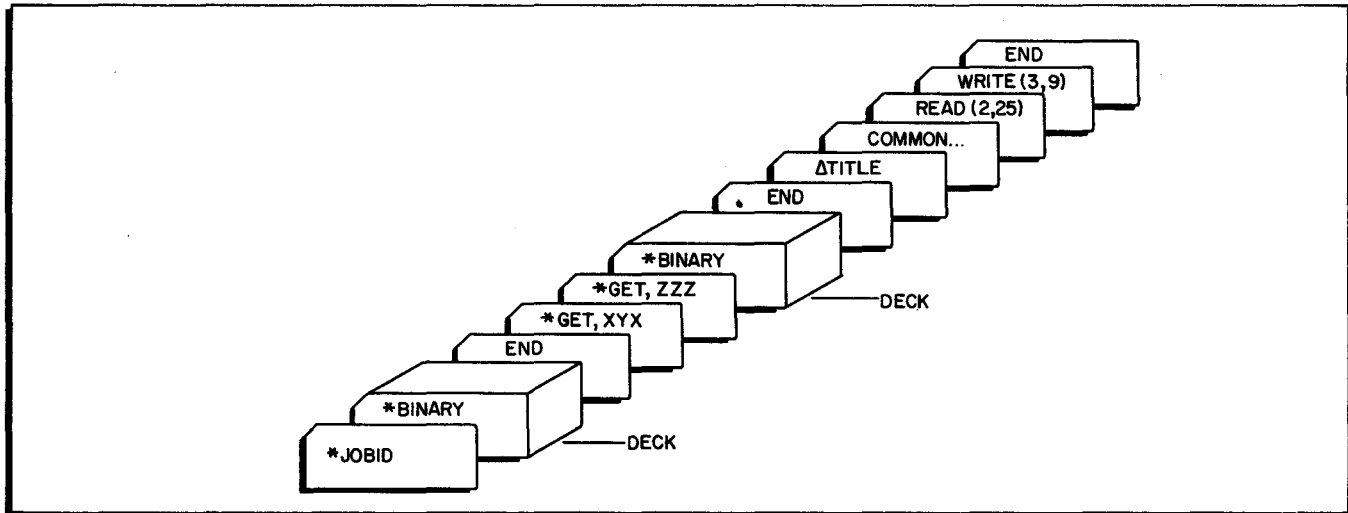 END
WRITE (3,9)
READ (2,25)
COMMON...
ΔTITLE
END
*BINARY
DECK
*GET, ZZZ
*GET, XYX
END
*BINARY
DECK
*JOBID